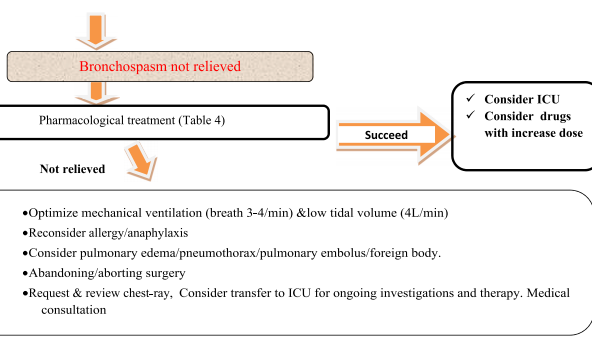 Bronchospasm not relieved
Pharmacological treatment (Table 4)
Succeed
✓ Consider ICU
✓ Consider drugs
with increase dose
Not relieved
•Optimize mechanical ventilation (breath 3-4/min) &low tidal volume (4L/min)
•Reconsider allergy/anaphylaxis
•Consider pulmonary edema/pneumothorax/pulmonary embolus/foreign body.
•Abandoning/aborting surgery
•Request & review chest-ray, Consider transfer to ICU for ongoing investigations and therapy. Medical
consultation